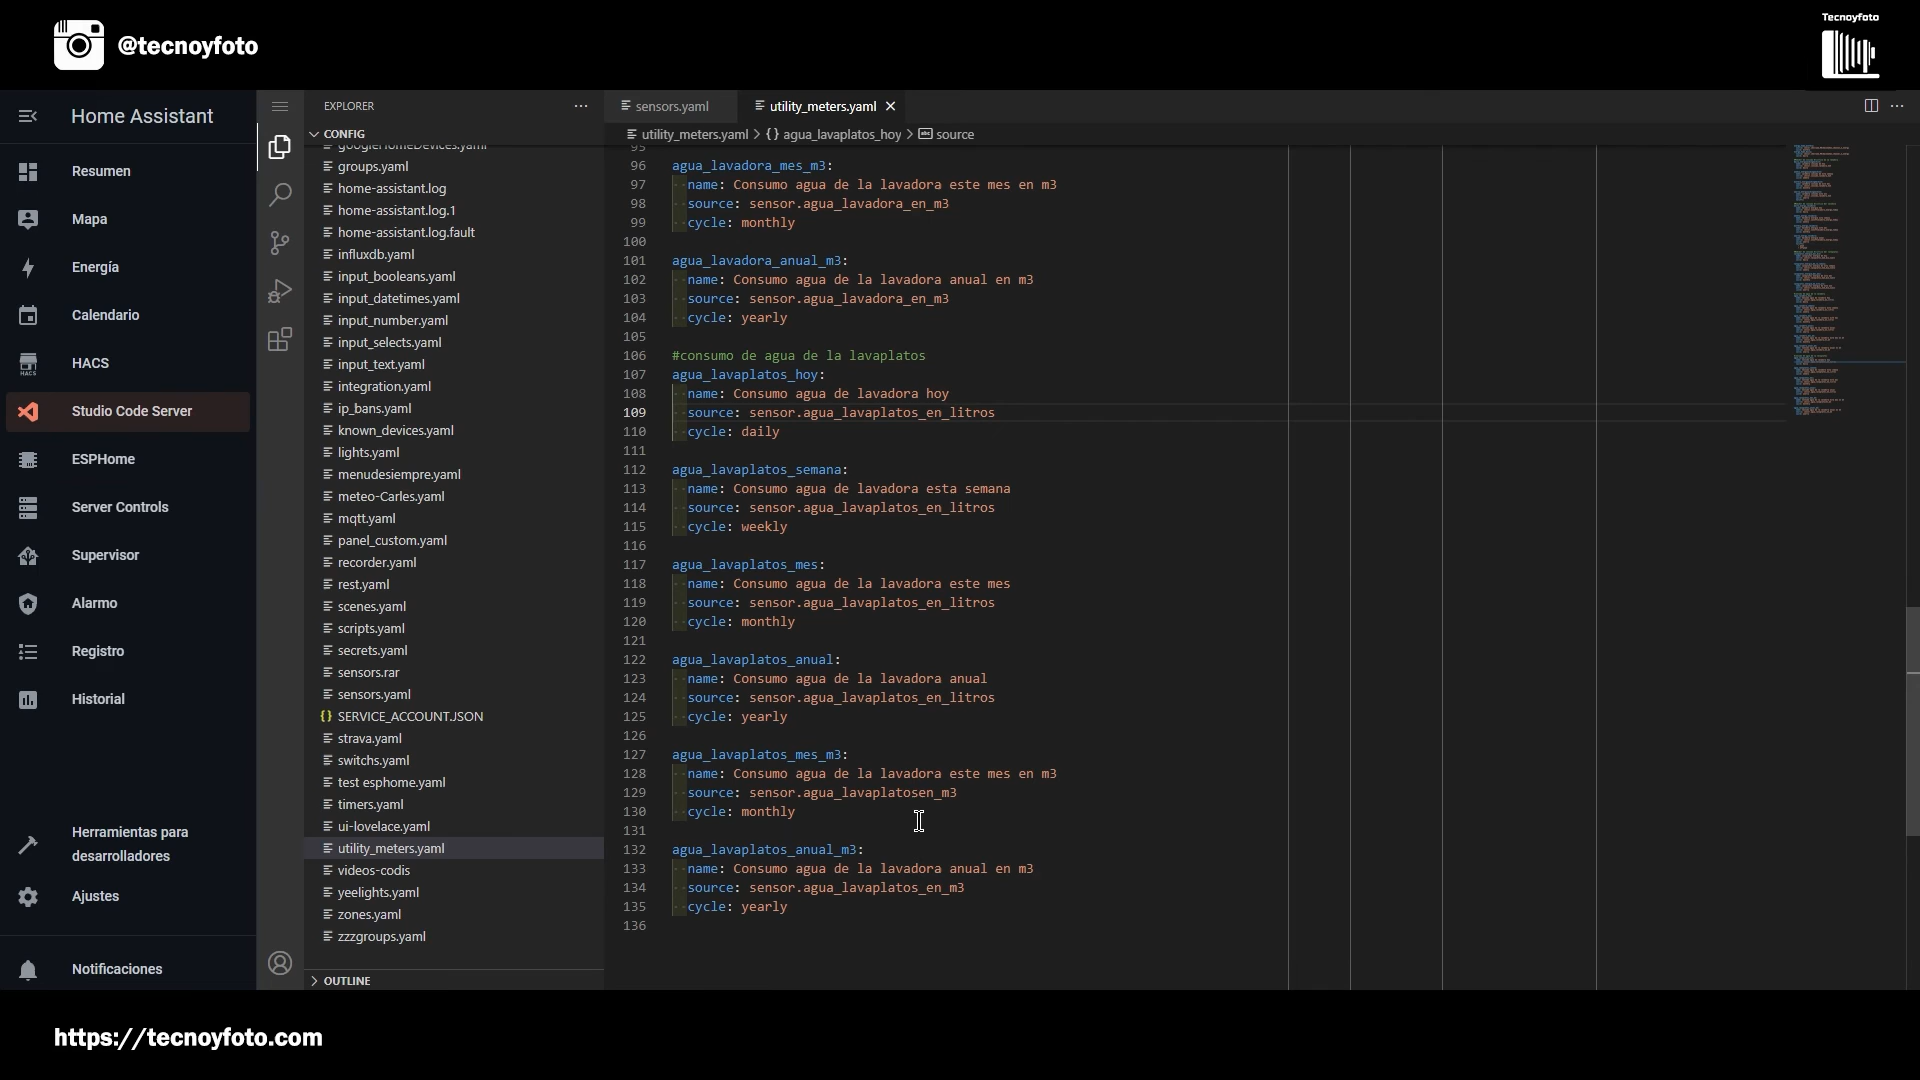 @tecnoyfoto
Tecnoyfoto
Home Assistant
Resumen
Mapa
Energía
Calendario
HACS
HACS
Studio Code Server
ESPHome
Server Controls
Supervisor
Alarmo
Registro
Historial
Herramientas para
desarrolladores
Ajustes
Notificaciones
EXPLORER
CONFIG
googleHomeDevices.yaml
groups.yaml
home-assistant.log
home-assistant.log.1
home-assistant.log.fault
influxdb.yaml
input_booleans.yaml
input_datetimes.yaml
input_number.yaml
input_selects.yaml
input_text.yaml
integration.yaml
ip_bans.yaml
known_devices.yaml
lights.yaml
menudesiempre.yaml
meteo-Carles.yaml
mqtt.yaml
panel_custom.yaml
recorder.yaml
rest.yaml
scenes.yaml
scripts.yaml
secrets.yaml
sensors.rar
sensors.yaml
{} SERVICE_ACCOUNT.JSON
strava.yaml
switchs.yaml
test esphome.yaml
timers.yaml
ui-lovelace.yaml
utility_meters.yaml
videos-codis
yeelights.yaml
zones.yaml
zzzgroups.yaml
OUTLINE
sensors.yaml
utility_meters.yaml
utility_meters.yaml > {} agua_lavaplatos_hoy > abc source
95
96 agua_lavadora_mes_m3:
97 name: Consumo agua de la lavadora este mes en m3
98 source: sensor.agua_lavadora_en_m3
99 cycle: monthly
100
101 agua_lavadora_anual_m3:
102 name: Consumo agua de la lavadora anual en m3
103 source: sensor.agua_lavadora_en_m3
104 cycle: yearly
105
106 #consumo de agua de la lavaplatos
107 agua_lavaplatos_hoy:
108 name: Consumo agua de lavadora hoy
109 source: sensor.agua_lavaplatos_en_litros
110 cycle: daily
111
112 agua_lavaplatos_semana:
113 name: Consumo agua de lavadora esta semana
114 source: sensor.agua_lavaplatos_en_litros
115 cycle: weekly
116
117 agua_lavaplatos_mes:
118 name: Consumo agua de la lavadora este mes
119 source: sensor.agua_lavaplatos_en_litros
120 cycle: monthly
121
122 agua_lavaplatos_anual:
123 name: Consumo agua de la lavadora anual
124 source: sensor.agua_lavaplatos_en_litros
125 cycle: yearly
126
127 agua_lavaplatos_mes_m3:
128 name: Consumo agua de la lavadora este mes en m3
129 source: sensor.agua_lavaplatosen_m3
130 cycle: monthly
131
132 agua_lavaplatos_anual_m3:
133 name: Consumo agua de la lavadora anual en m3
134 source: sensor.agua_lavaplatos_en_m3
135 cycle: yearly
136
https://tecnoyfoto.com